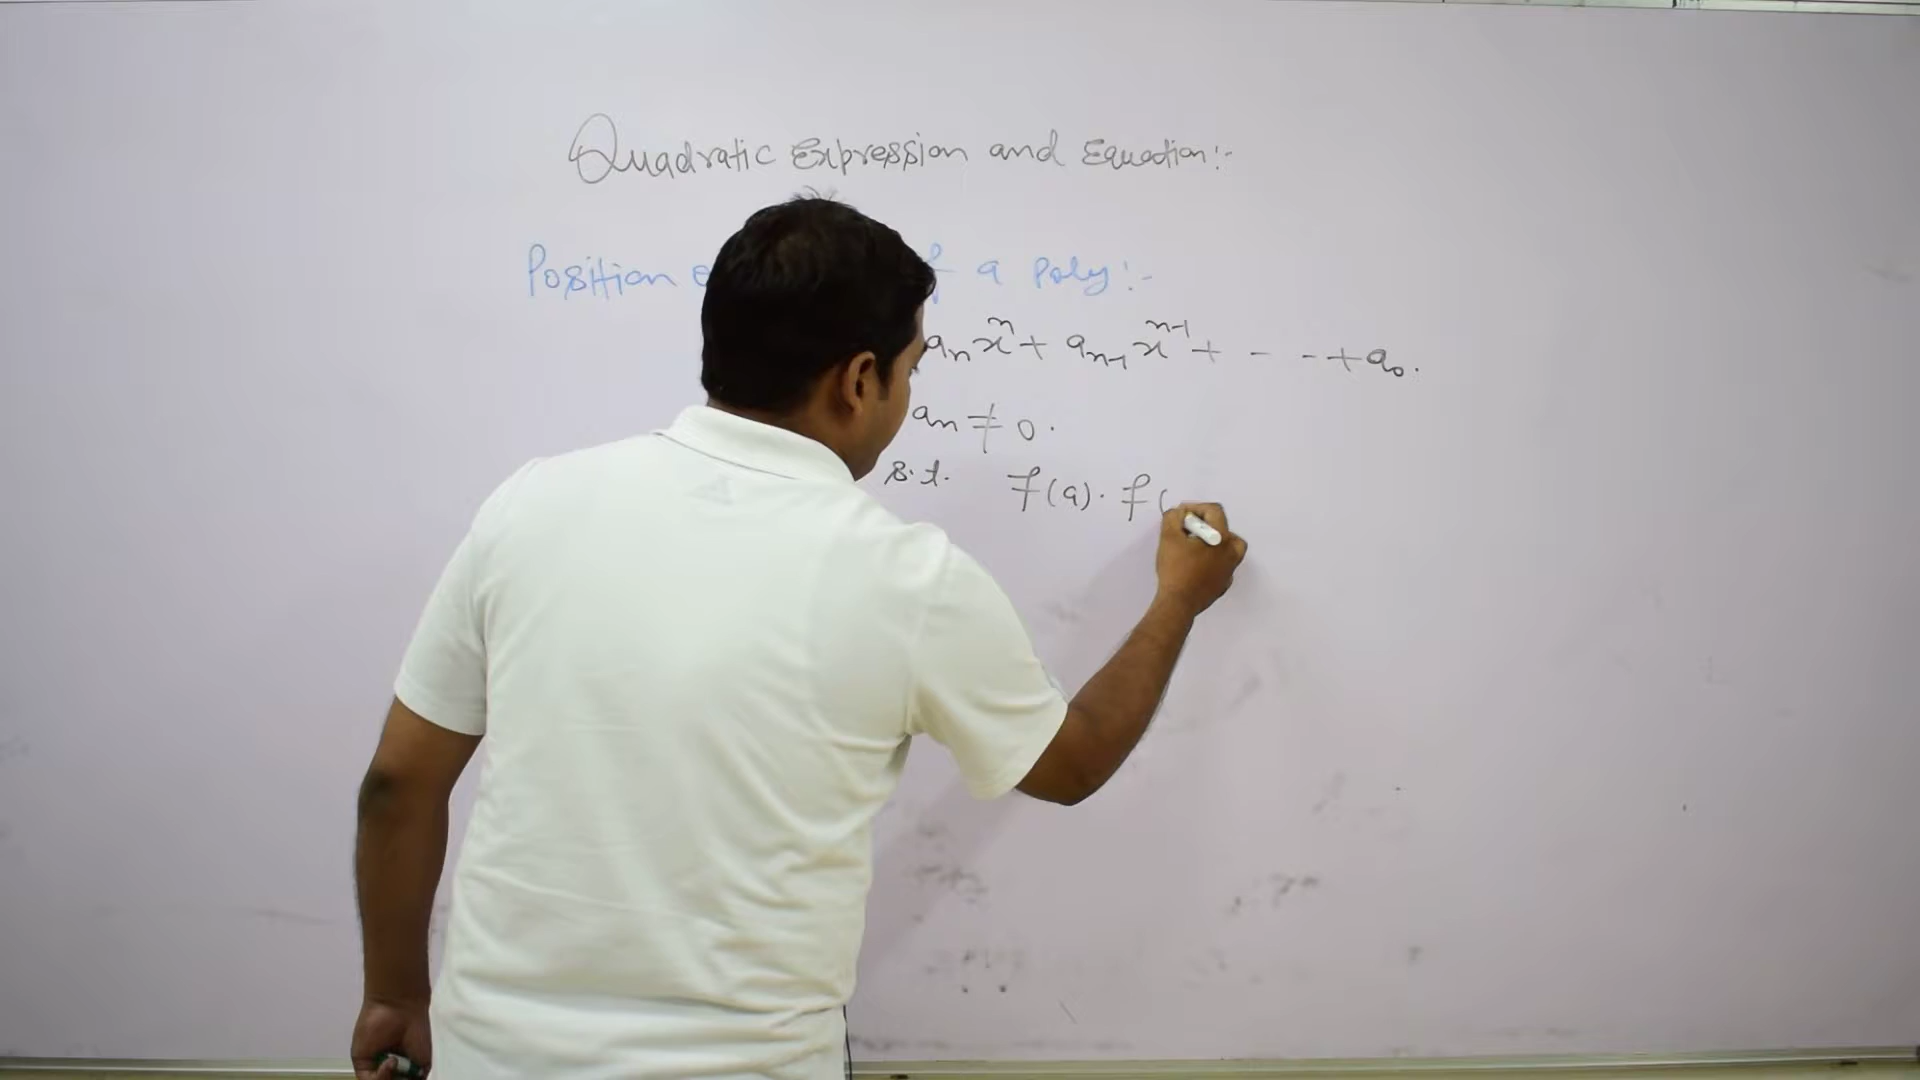 Quadratic Expression and Equation:-
Position of a Poly:-
aₙxⁿ + aₙ₋₁xⁿ⁻¹ + - - - + a₀.
aₙ ≠ 0.
s.t. f(a). f(